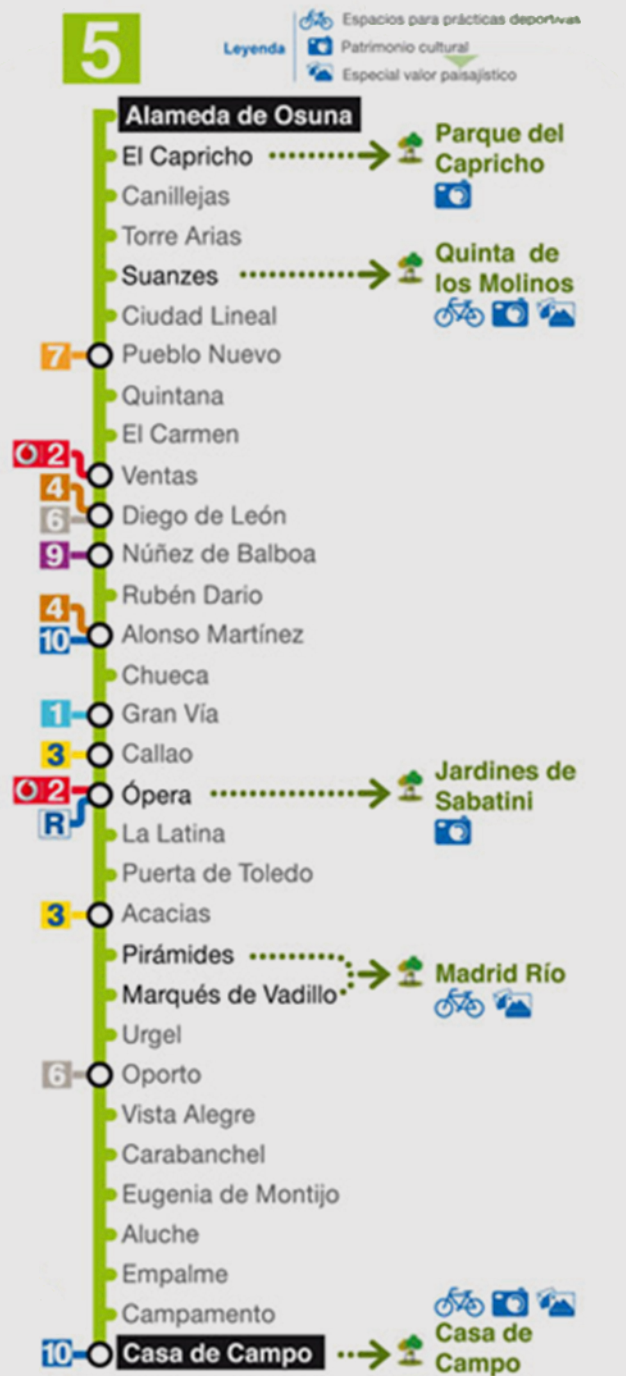 5
Leyenda
Espacios para prácticas deportivas
Patrimonio cultural
Especial valor paisajístico
Alameda de Osuna
El Capricho
Parque del
Capricho
Canillejas
Torre Arias
Suanzes
Quinta de
los Molinos
Ciudad Lineal
7 Pueblo Nuevo
Quintana
El Carmen
2
Ventas
4
6
Diego de León
9 Núñez de Balboa
Rubén Dario
4
10
Alonso Martínez
Chueca
1 Gran Vía
3 Callao
2
R
Ópera
Jardines de
Sabatini
La Latina
Puerta de Toledo
3 Acacias
Pirámides
Marqués de Vadillo
Madrid Río
Urgel
6 Oporto
Vista Alegre
Carabanchel
Eugenia de Montijo
Aluche
Empalme
Campamento
10 Casa de Campo
Casa de
Campo